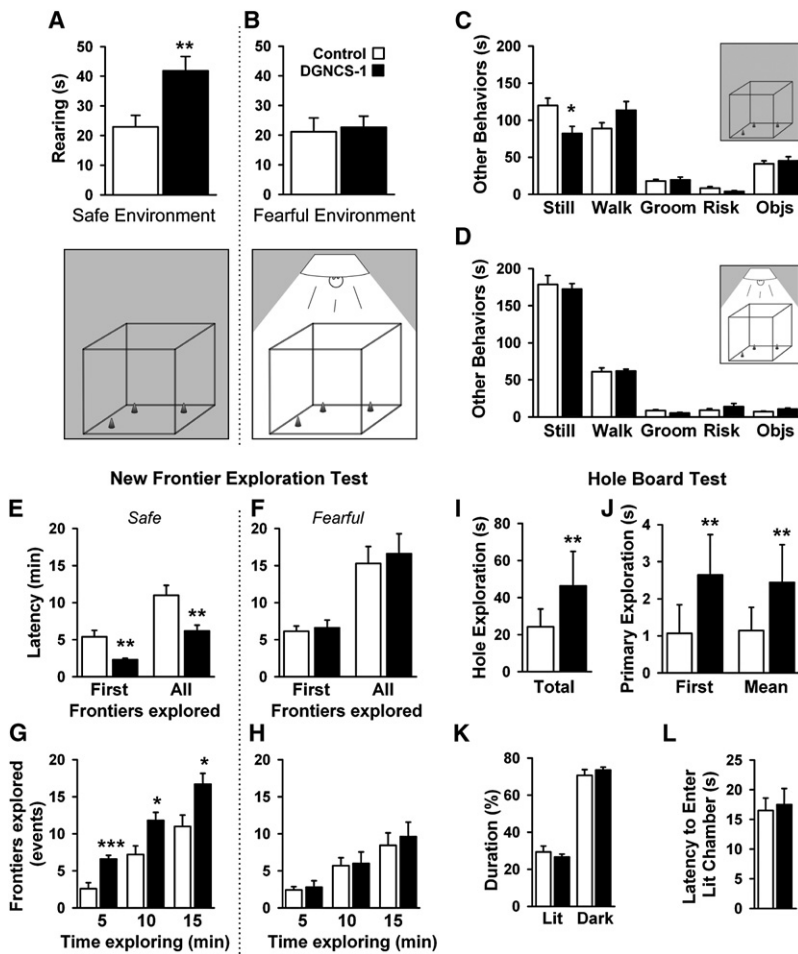 A
B
Control
DGNCS-1
Rearing (s)
50
40
30
20
10
0
**
Safe Environment
50
40
30
20
10
0
Fearful Environment
C
Other Behaviors (s)
200
150
100
50
0
*
Still Walk Groom Risk Objs
D
Other Behaviors (s)
200
150
100
50
0
Still Walk Groom Risk Objs
New Frontier Exploration Test
E
Safe
Latency (min)
20
15
10
5
0
**
**
First All
Frontiers explored
F
Fearful
20
15
10
5
0
First All
Frontiers explored
G
Frontiers explored
(events)
20
15
10
5
0
***
*
*
5 10 15
Time exploring (min)
H
20
15
10
5
0
5 10 15
Time exploring (min)
Hole Board Test
I
Hole Exploration (s)
80
60
40
20
0
**
Total
J
Primary Exploration (s)
4
3
2
1
0
**
**
First Mean
K
Duration (%)
80
60
40
20
0
Lit Dark
L
Latency to Enter
Lit Chamber (s)
25
20
15
10
5
0